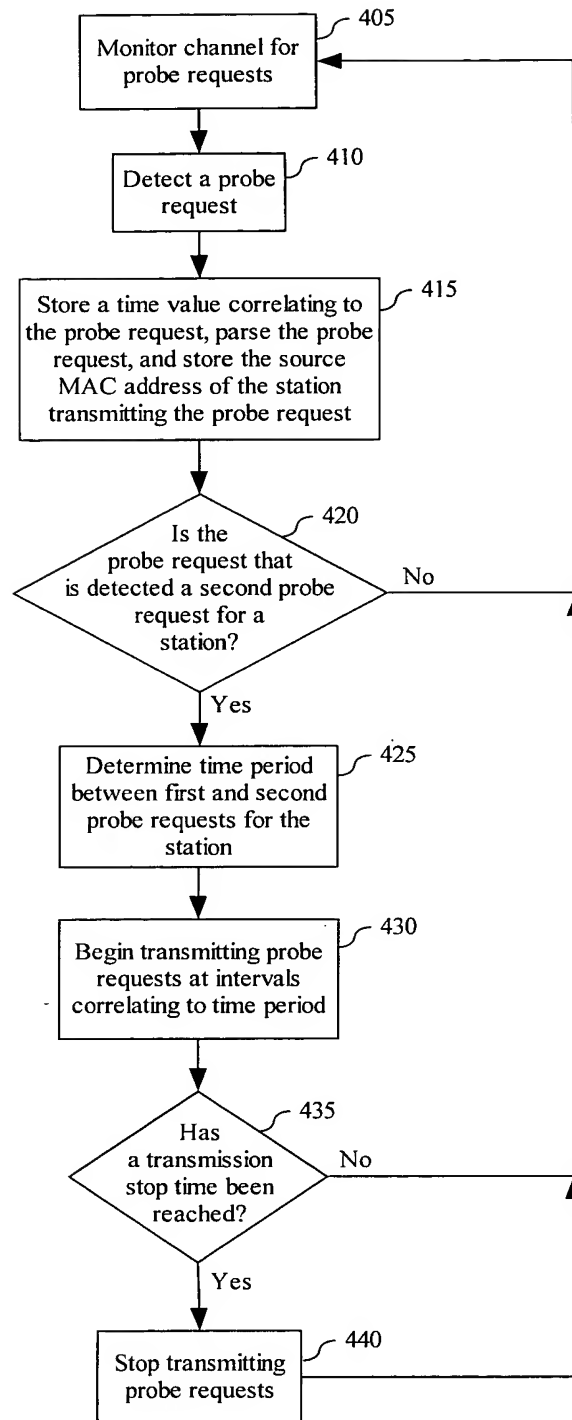 405
Monitor channel for
probe requests
410
Detect a probe
request
415
Store a time value correlating to
the probe request, parse the probe
request, and store the source
MAC address of the station
transmitting the probe request
420
Is the
probe request that
is detected a second probe
request for a
station?
No
Yes
425
Determine time period
between first and second
probe requests for the
station
430
Begin transmitting probe
requests at intervals
correlating to time period
435
Has
a transmission
stop time been
reached?
No
Yes
440
Stop transmitting
probe requests